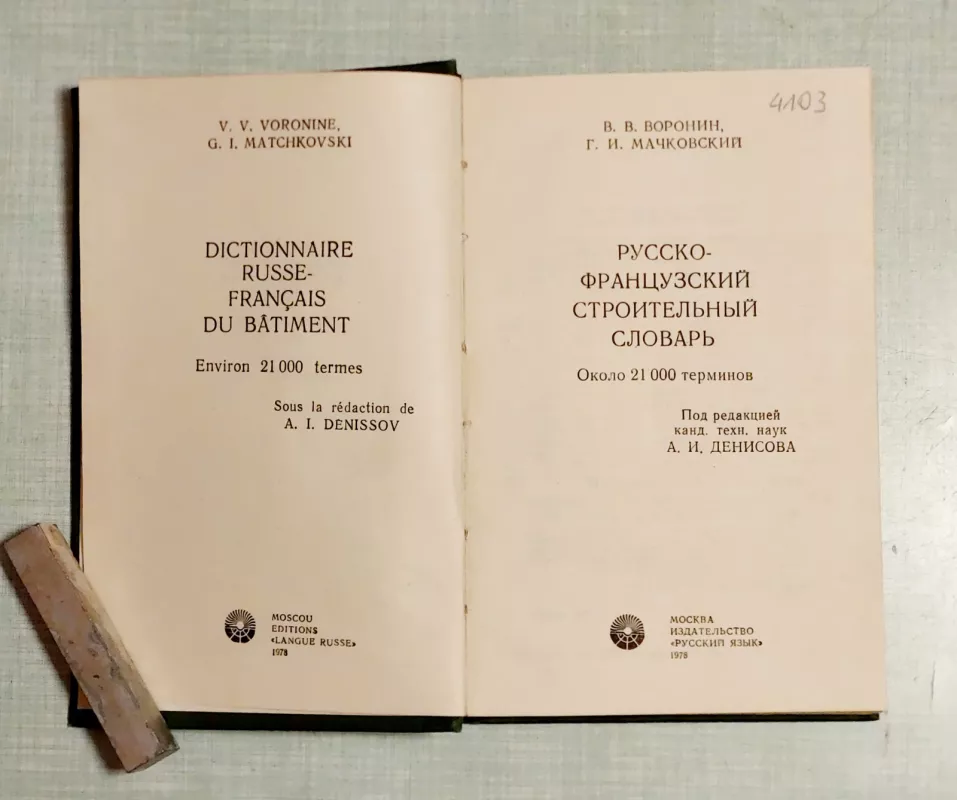 V. V. VORONINE,
G. I. MATCHKOVSKI
DICTIONNAIRE
RUSSE-
FRANÇAIS
DU BÂTIMENT
Environ 21 000 termes
Sous la rédaction de
A. I. DENISSOV
MOSCOU
EDITIONS
«LANGUE RUSSE»
1978
4103
В. В. ВОРОНИН,
Г. И. МАЧКОВСКИЙ
РУССКО-
ФРАНЦУЗСКИЙ
СТРОИТЕЛЬНЫЙ
СЛОВАРЬ
Около 21 000 терминов
Под редакцией
канд. техн. наук
А. И. ДЕНИСОВА
МОСКВА
ИЗДАТЕЛЬСТВО
«РУССКИЙ ЯЗЫК»
1978